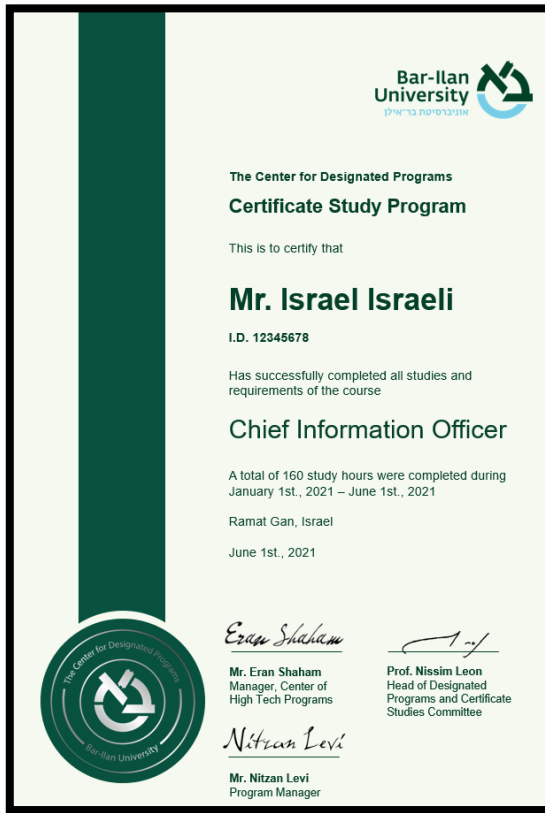 Bar-Ilan
University
אוניברסיטת בר־אילן
The Center for Designated Programs
Certificate Study Program
This is to certify that
Mr. Israel Israeli
I.D. 12345678
Has successfully completed all studies and
requirements of the course
Chief Information Officer
A total of 160 study hours were completed during
January 1st., 2021 – June 1st., 2021
Ramat Gan, Israel
June 1st., 2021
Eran Shaham
Mr. Eran Shaham
Manager, Center of
High Tech Programs
Prof. Nissim Leon
Head of Designated
Programs and Certificate
Studies Committee
Nitzan Levi
Mr. Nitzan Levi
Program Manager
The Center for Designated Programs
Bar-Ilan University